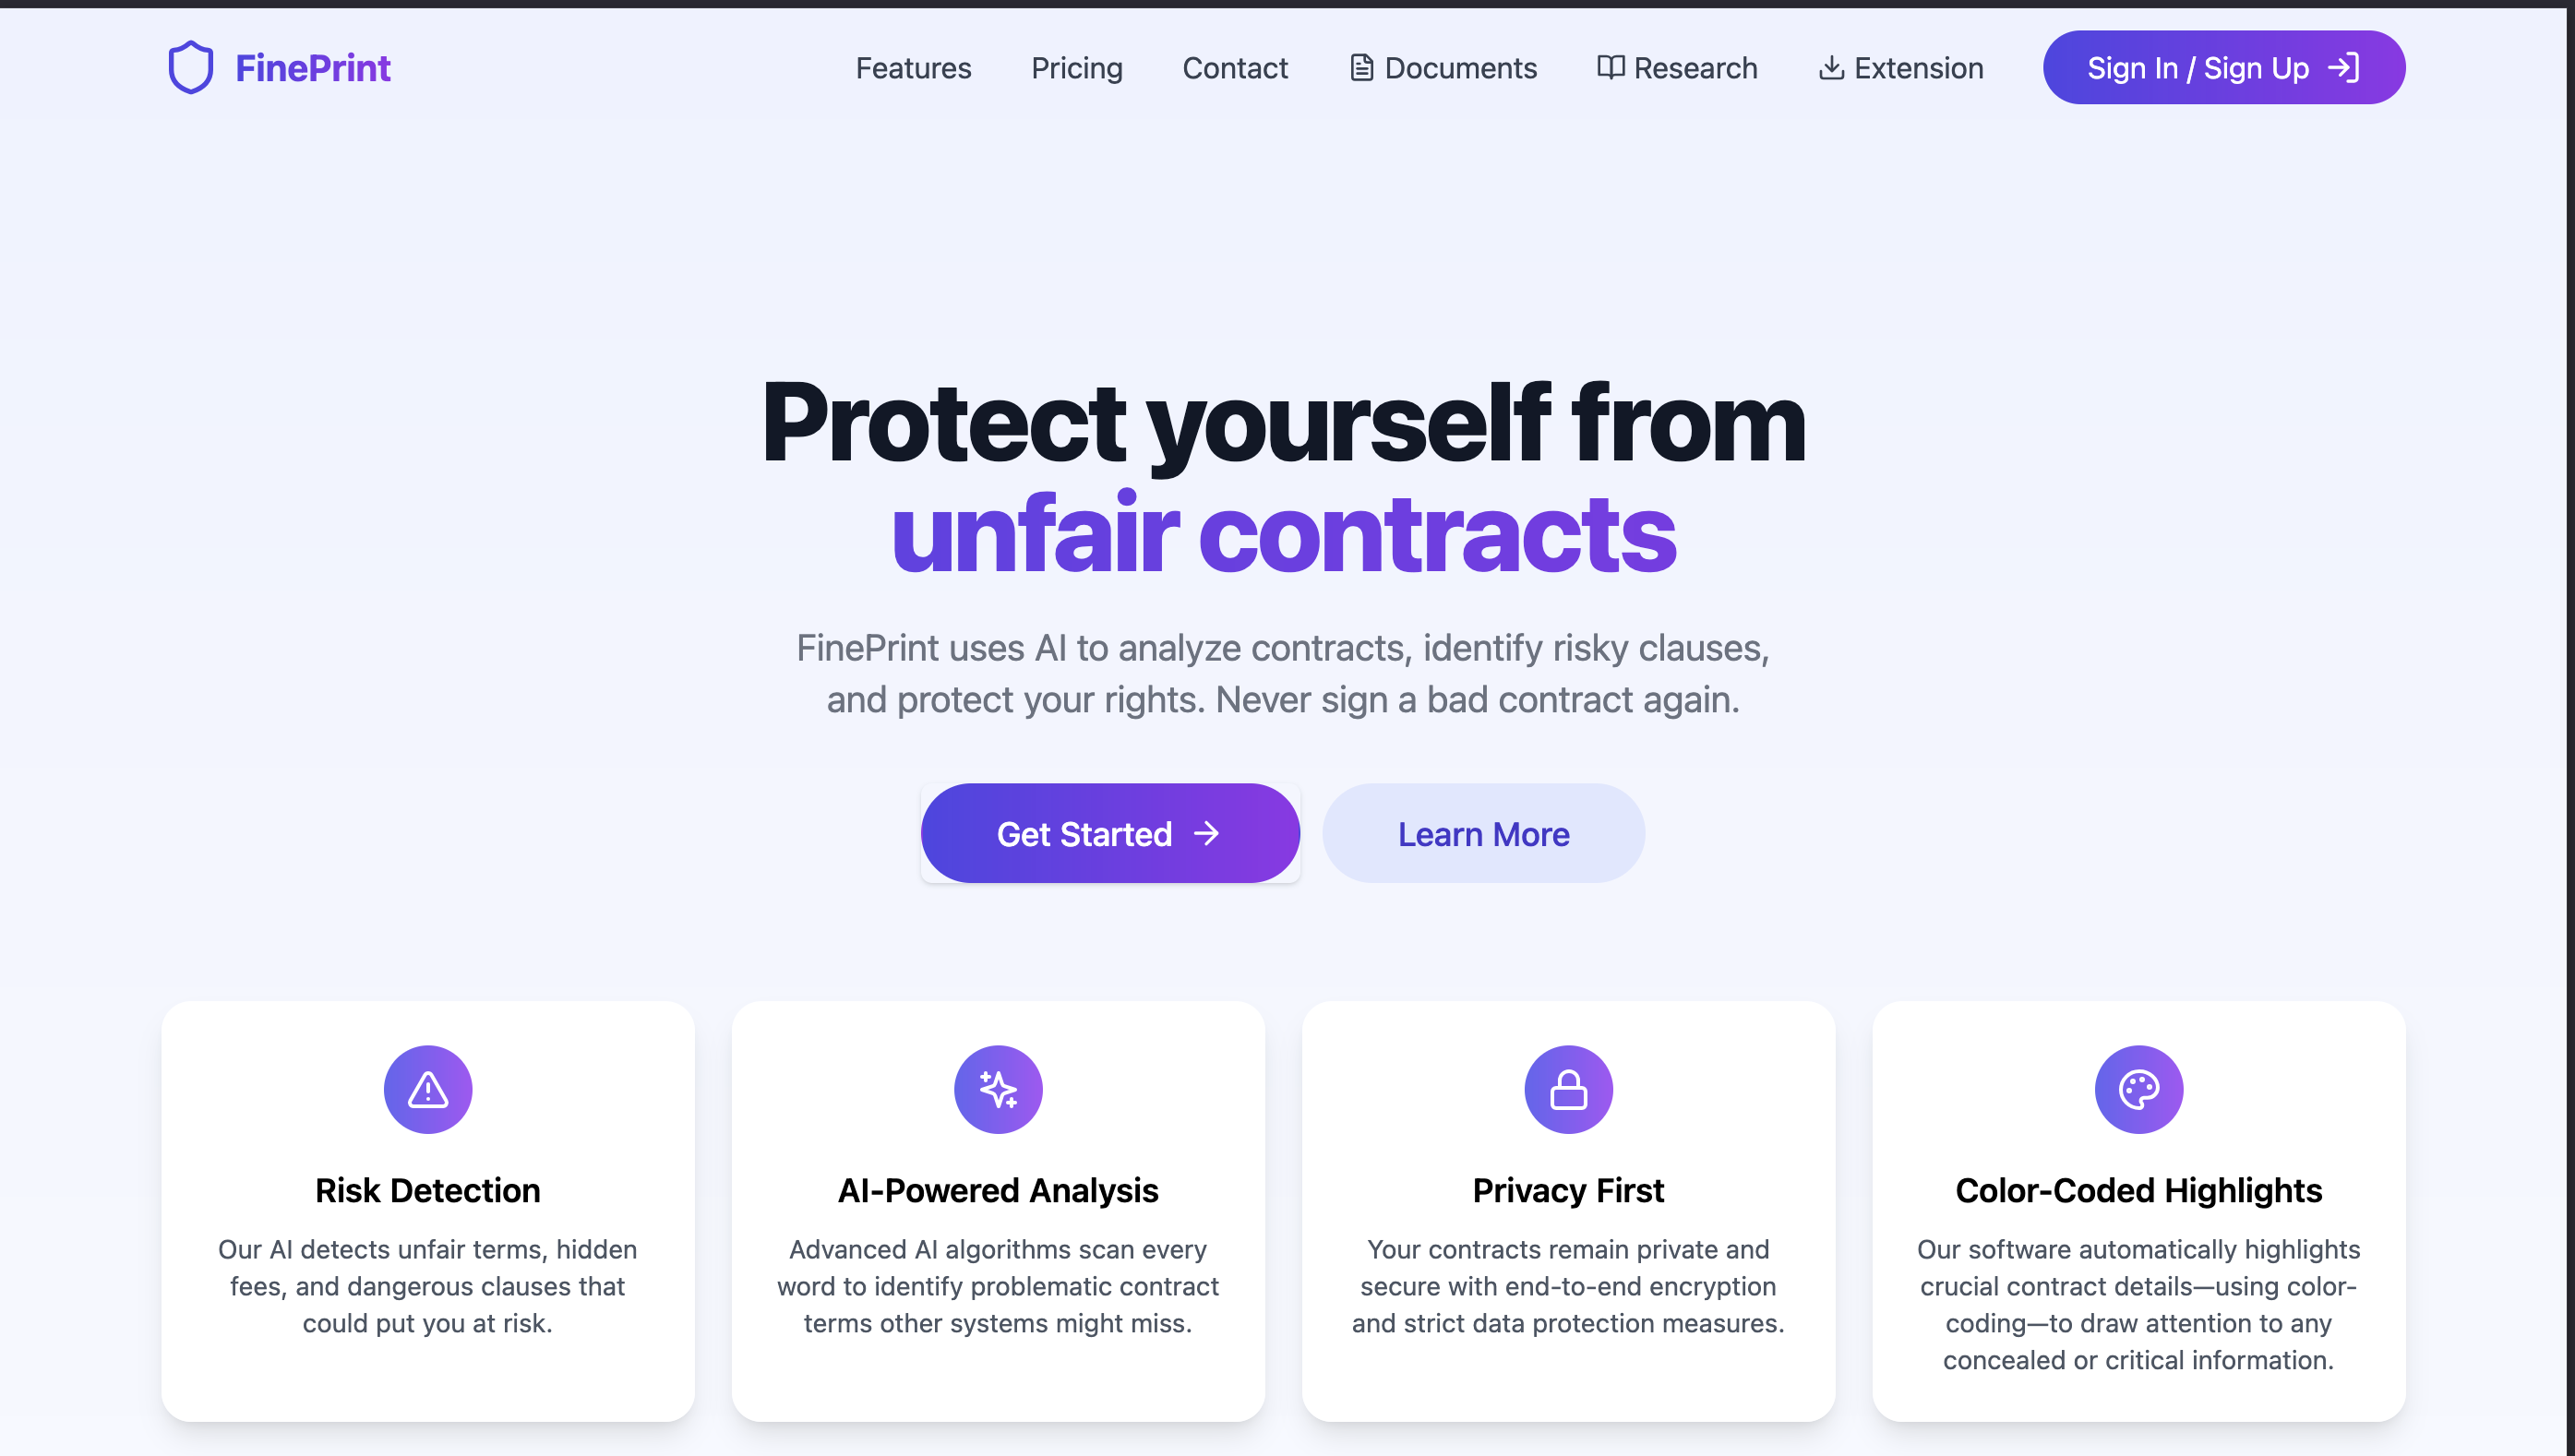 FinePrint
Features
Pricing
Contact
Documents
Research
Extension
Sign In / Sign Up
Protect yourself from
unfair contracts
FinePrint uses AI to analyze contracts, identify risky clauses,
and protect your rights. Never sign a bad contract again.
Get Started
Learn More
Risk Detection
Our AI detects unfair terms, hidden
fees, and dangerous clauses that
could put you at risk.
AI-Powered Analysis
Advanced AI algorithms scan every
word to identify problematic contract
terms other systems might miss.
Privacy First
Your contracts remain private and
secure with end-to-end encryption
and strict data protection measures.
Color-Coded Highlights
Our software automatically highlights
crucial contract details—using color-
coding—to draw attention to any
concealed or critical information.